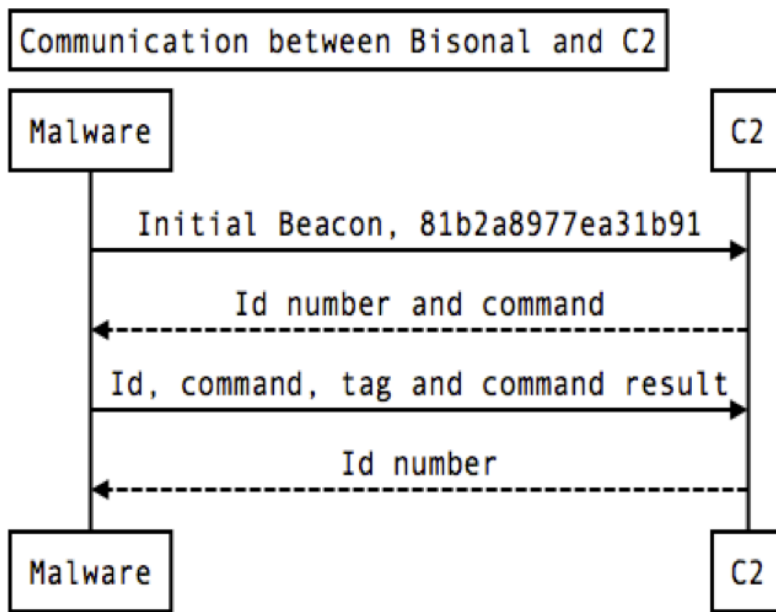 Communication between Bisonal and C2
Malware
C2
Initial Beacon, 81b2a8977ea31b91
Id number and command
Id, command, tag and command result
Id number
Malware
C2